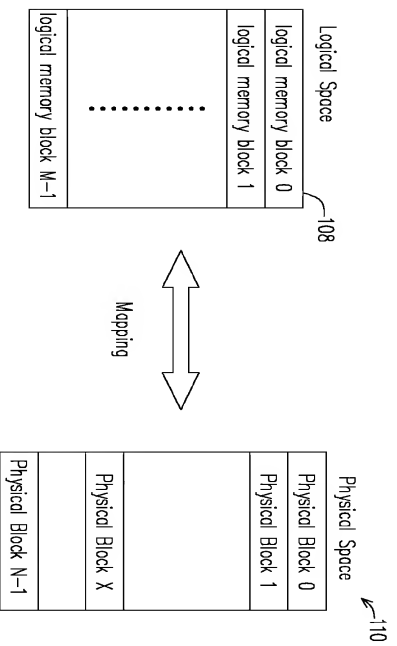 Logical Space
108
logical memory block 0
logical memory block 1
logical memory block M-1
Mapping
Physical Space
110
Physical Block 0
Physical Block 1
Physical Block X
Physical Block N-1